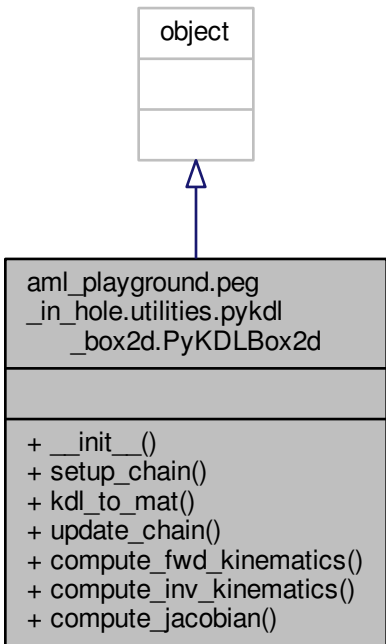 object
aml_playground.peg
_in_hole.utilities.pykdl
_box2d.PyKDLBox2d
+ __init__()
+ setup_chain()
+ kdl_to_mat()
+ update_chain()
+ compute_fwd_kinematics()
+ compute_inv_kinematics()
+ compute_jacobian()